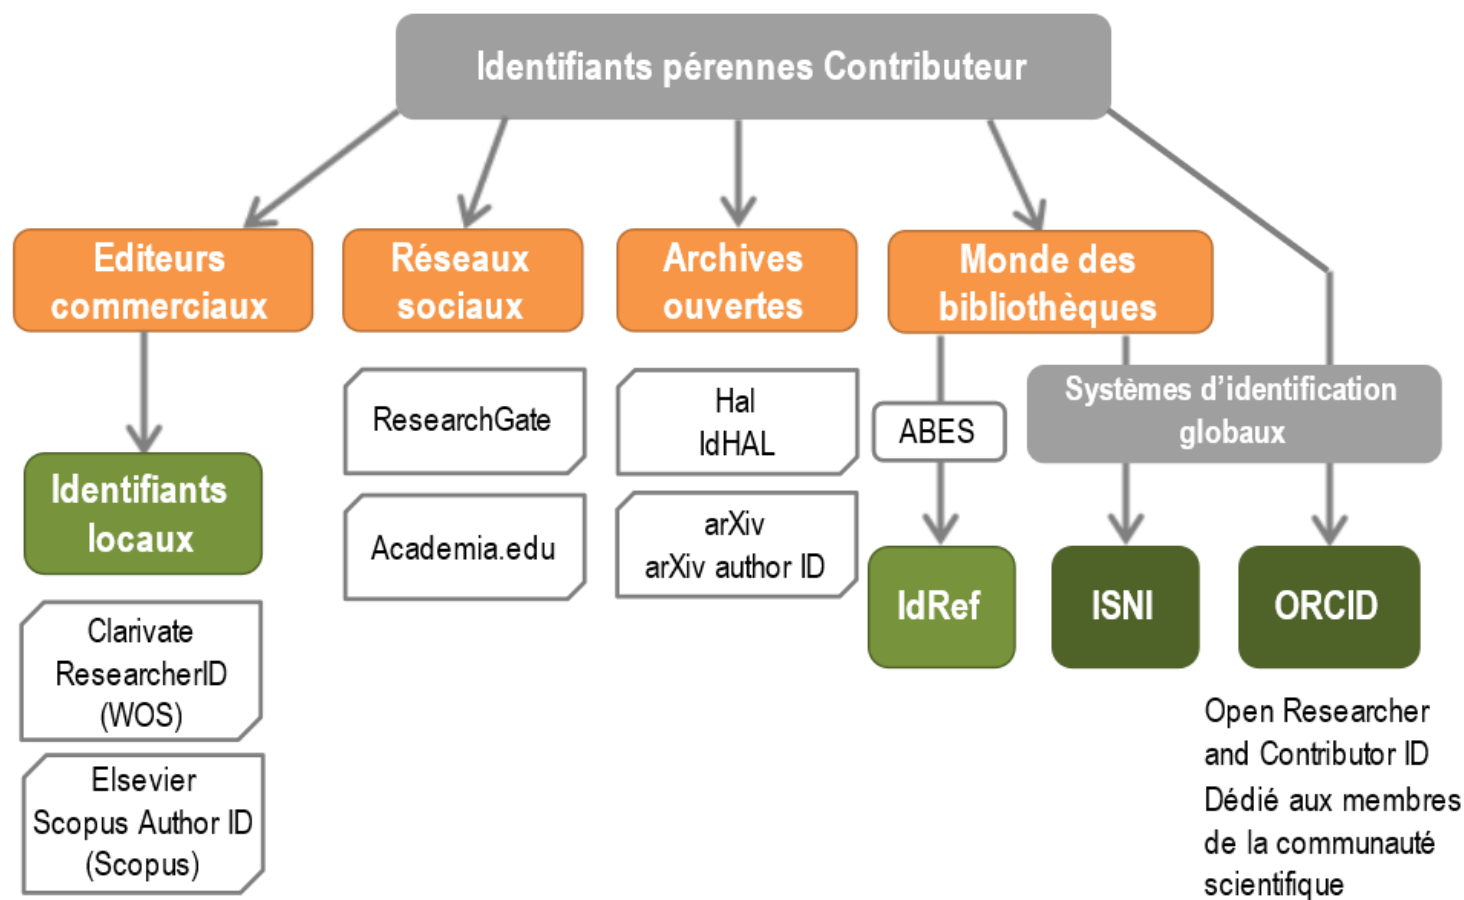 Identifiants pérennes Contributeur
Editeurs
commerciaux
Réseaux
sociaux
Archives
ouvertes
Monde des
bibliothèques
Identifiants
locaux
Clarivate
ResearcherID
(WOS)
Elsevier
Scopus Author ID
(Scopus)
ResearchGate
Academia.edu
Hal
IdHAL
arXiv
arXiv author ID
ABES
Systèmes d’identification
globaux
IdRef
ISNI
ORCID
Open Researcher
and Contributor ID
Dédié aux membres
de la communauté
scientifique